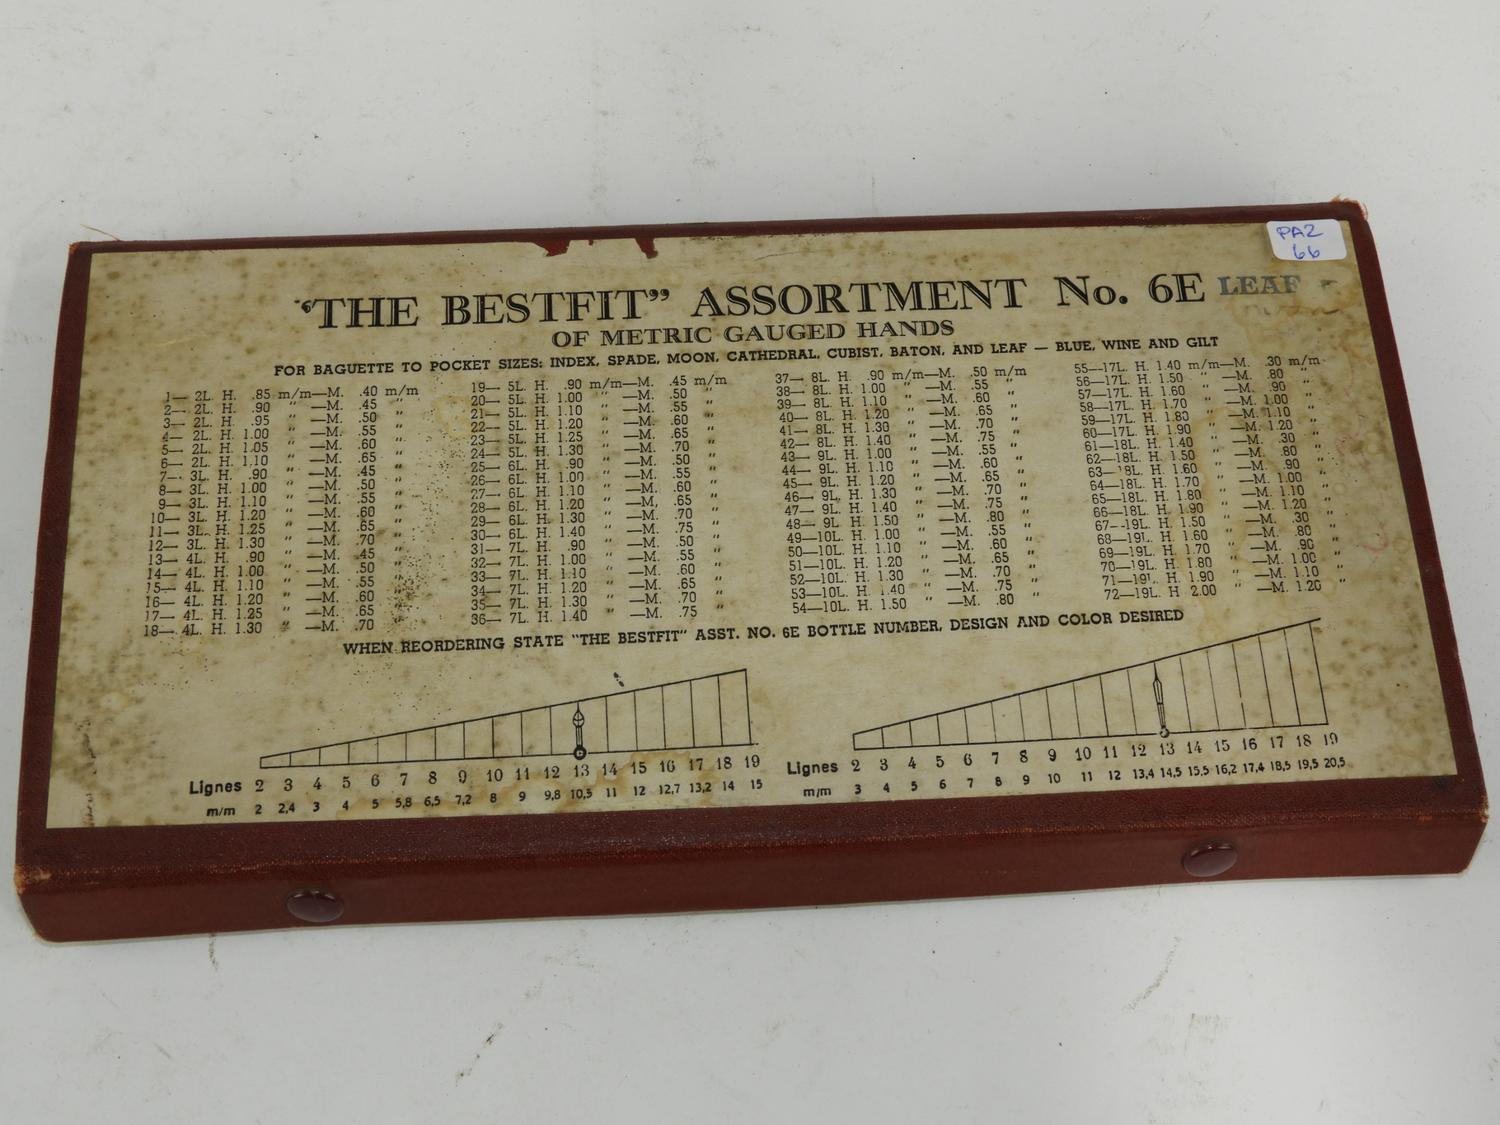 PAZ
66
"THE BESTFIT" ASSORTMENT No. 6E LEAF
OF METRIC GAUGED HANDS
FOR BAGUETTE TO POCKET SIZES: INDEX, SPADE, MOON, CATHEDRAL, CUBIST, BATON, AND LEAF — BLUE, WINE AND GILT
1— 2L. H. .85 m/m—M. .40 m/m
2— 2L. H. .90 " —M. .45 "
3— 2L. H. .95 " —M. .50 "
4— 2L. H. 1.00 " —M. .55 "
5— 2L. H. 1.05 " —M. .60 "
6— 2L. H. 1.10 " —M. .65 "
7— 3L. H. .90 " —M. .45 "
8— 3L. H. 1.00 " —M. .50 "
9— 3L. H. 1.10 " —M. .55 "
10— 3L. H. 1.20 " —M. .60 "
11— 3L. H. 1.25 " —M. .65 "
12— 3L. H. 1.30 " —M. .70 "
13— 4L. H. .90 " —M. .45 "
14— 4L. H. 1.00 " —M. .50 "
15— 4L. H. 1.10 " —M. .55 "
16— 4L. H. 1.20 " —M. .60 "
17— 4L. H. 1.25 " —M. .65 "
18— 4L. H. 1.30 " —M. .70 "
19— 5L. H. .90 m/m—M. .45 m/m
20— 5L. H. 1.00 " —M. .50 "
21— 5L. H. 1.10 " —M. .55 "
22— 5L. H. 1.20 " —M. .60 "
23— 5L. H. 1.25 " —M. .65 "
24— 5L. H. 1.30 " —M. .70 "
25— 6L. H. .90 " —M. .50 "
26— 6L. H. 1.00 " —M. .55 "
27— 6L. H. 1.10 " —M. .60 "
28— 6L. H. 1.20 " —M. .65 "
29— 6L. H. 1.30 " —M. .70 "
30— 6L. H. 1.40 " —M. .75 "
31— 7L. H. .90 " —M. .50 "
32— 7L. H. 1.00 " —M. .55 "
33— 7L. H. 1.10 " —M. .60 "
34— 7L. H. 1.20 " —M. .65 "
35— 7L. H. 1.30 " —M. .70 "
36— 7L. H. 1.40 " —M. .75 "
37— 8L. H. .90 m/m—M. .50 m/m
38— 8L. H. 1.00 " —M. .55 "
39— 8L. H. 1.10 " —M. .60 "
40— 8L. H. 1.20 " —M. .65 "
41— 8L. H. 1.30 " —M. .70 "
42— 8L. H. 1.40 " —M. .75 "
43— 9L. H. 1.00 " —M. .55 "
44— 9L. H. 1.10 " —M. .60 "
45— 9L. H. 1.20 " —M. .65 "
46— 9L. H. 1.30 " —M. .70 "
47— 9L. H. 1.40 " —M. .75 "
48— 9L H. 1.50 " —M. .80 "
49—10L. H. 1.00 " —M. .55 "
50—10L. H. 1.10 " —M. .60 "
51—10L. H. 1.20 " —M. .65 "
52—10L. H. 1.30 " —M. .70 "
53—10L. H. 1.40 " —M. .75 "
54—10L. H. 1.50 " —M. .80 "
55—17L. H. 1.40 m/m—M. .30 m/m
56—17L. H. 1.50 " —M. .80 "
57—17L. H. 1.60 " —M. .90 "
58—17L. H. 1.70 " —M. 1.00 "
59—17L. H. 1.80 " —M. 1.10 "
60—17L. H. 1.90 " —M. 1.20 "
61—18L. H. 1.40 " —M. .30 "
62—18L. H. 1.50 " —M. .80 "
63—18L. H. 1.60 " —M. .90 "
64—18L. H. 1.70 " —M. 1.00 "
65—18L. H. 1.80 " —M. 1.10 "
66—18L. H. 1.90 " —M. 1.20 "
67—19L. H. 1.50 " —M. .30 "
68—19L. H. 1.60 " —M. .80 "
69—19L. H. 1.70 " —M. .90 "
70—19L. H. 1.80 " —M. 1.00 "
71—19L. H. 1.90 " —M. 1.10 "
72—19L. H 2.00 " —M. 1.20 "
WHEN REORDERING STATE "THE BESTFIT" ASST. NO. 6E BOTTLE NUMBER, DESIGN AND COLOR DESIRED
Lignes 2 3 4 5 6 7 8 9 10 11 12 13 14 15 16 17 18 19
m/m 2 2,4 3 4 5 5,8 6,5 7,2 8 9 9,8 10,5 11 12 12,7 13,2 14 15
Lignes 2 3 4 5 6 7 8 9 10 11 12 13 14 15 16 17 18 19
m/m 3 4 5 6 7 8 9 10 11 12 13,4 14,5 15,5 16,2 17,4 18,5 19,5 20,5